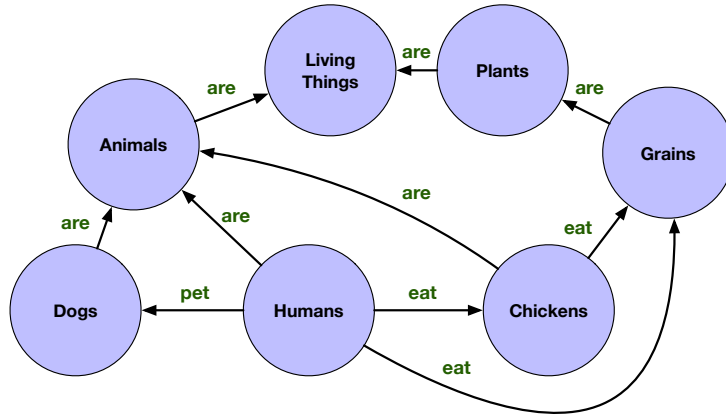 Living
Things
are
Plants
are
are
Animals
Grains
are
are
are
eat
Dogs
pet
Humans
eat
Chickens
eat